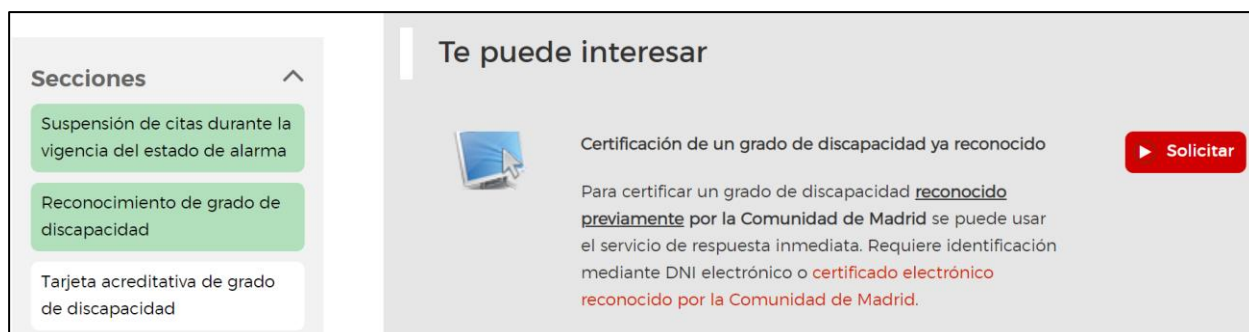 Secciones
Suspensión de citas durante la
vigencia del estado de alarma
Reconocimiento de grado de
discapacidad
Tarjeta acreditativa de grado
de discapacidad
Te puede interesar
Certificación de un grado de discapacidad ya reconocido
Solicitar
Para certificar un grado de discapacidad reconocido
previamente por la Comunidad de Madrid se puede usar
el servicio de respuesta inmediata. Requiere identificación
mediante DNI electrónico o certificado electrónico
reconocido por la Comunidad de Madrid.